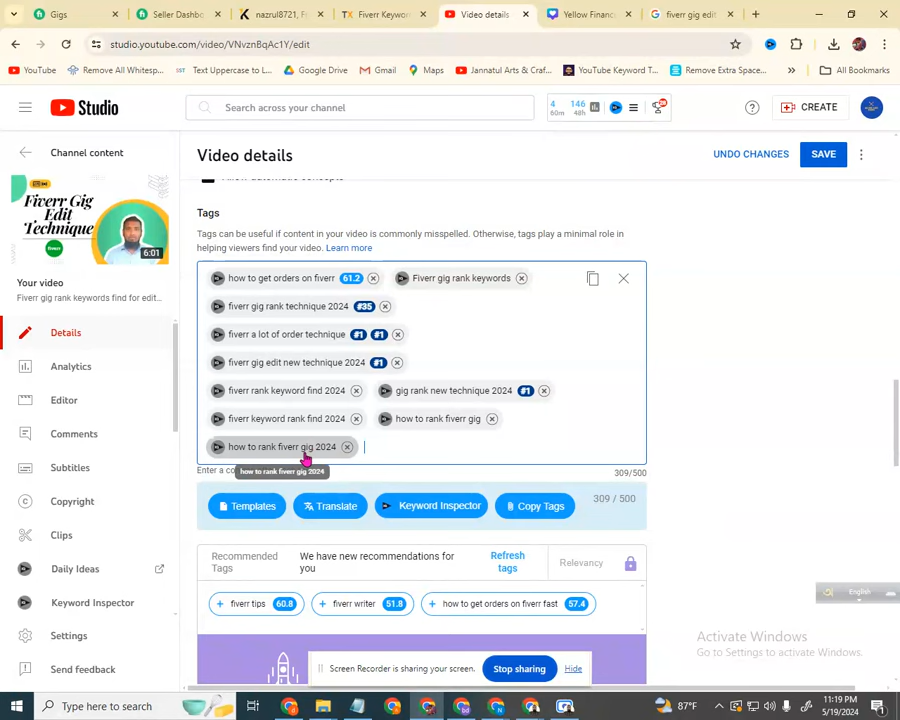 Gigs
Seller Dashbo
nazrul8721, Fi
Fiverr Keywor
Video details
Yellow Financ
fiverr gig edit
studio.youtube.com/video/VNvznBqAc1Y/edit
YouTube
Remove All Whitesp...
Text Uppercase to L...
Google Drive
Gmail
Maps
Jannatul Arts & Craf...
YouTube Keyword T...
Remove Extra Space...
All Bookmarks
Studio
Search across your channel
4
60m
146
48h
CREATE
Channel content
Video details
UNDO CHANGES
SAVE
Fiverr Gig
Edit
Technique
fiverr
6:01
Your video
Fiverr gig rank keywords find for edit...
Details
Analytics
Editor
Comments
Subtitles
Copyright
Clips
Daily Ideas
Keyword Inspector
Settings
Send feedback
Allow automatic concepts
Tags
Tags can be useful if content in your video is commonly misspelled. Otherwise, tags play a minimal role in
helping viewers find your video. Learn more
how to get orders on fiverr 61.2
Fiverr gig rank keywords
fiverr gig rank technique 2024 #35
fiverr a lot of order technique #1 #1
fiverr gig edit new technique 2024 #1
fiverr rank keyword find 2024
gig rank new technique 2024 #1
fiverr keyword rank find 2024
how to rank fiverr gig
how to rank fiverr gig 2024
how to rank fiverr gig 2024
Enter a co
309/500
Templates
Translate
Keyword Inspector
Copy Tags
309 / 500
Recommended
Tags
We have new recommendations for
you
Refresh
tags
Relevancy
+ fiverr tips 60.8
+ fiverr writer 51.8
+ how to get orders on fiverr fast 57.4
English
Activate Windows
Go to Settings to activate Windows.
Screen Recorder is sharing your screen.
Stop sharing
Hide
Type here to search
87°F
11:19 PM
5/19/2024